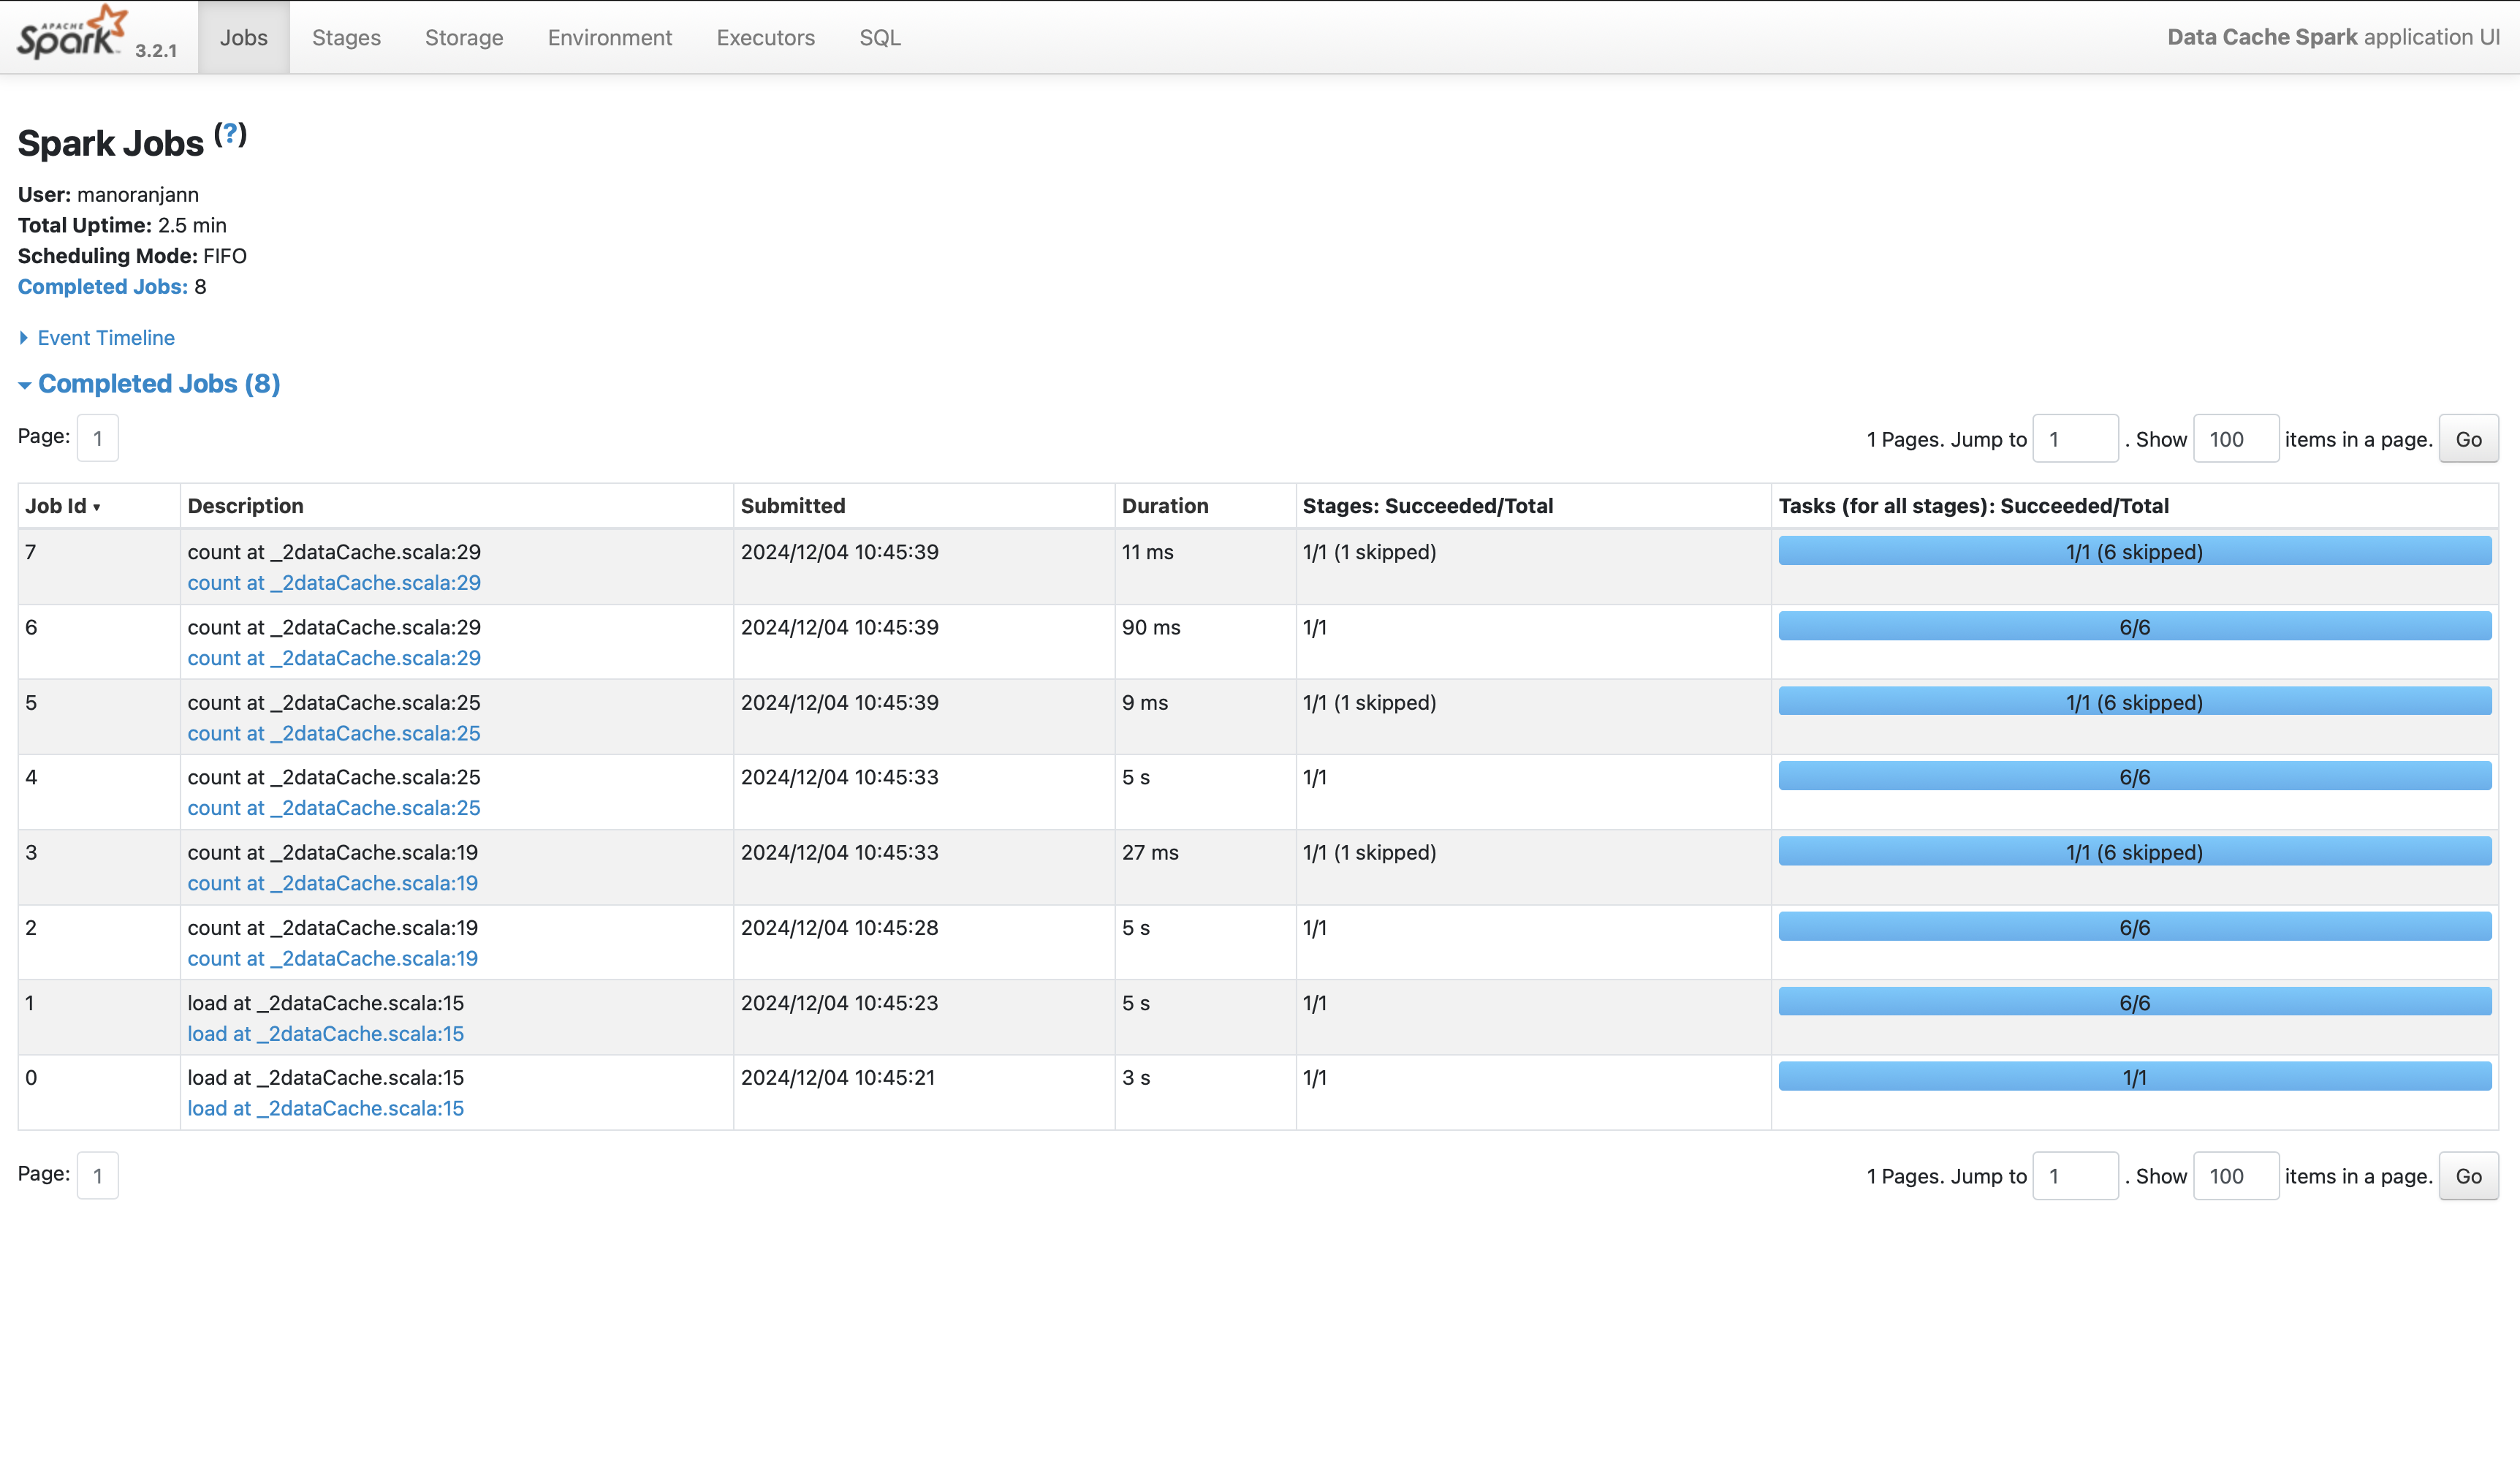 APACHE Spark 3.2.1 Jobs Stages Storage Environment Executors SQL Data Cache Spark application UI
Spark Jobs (?)
User: manoranjann
Total Uptime: 2.5 min
Scheduling Mode: FIFO
Completed Jobs: 8
Event Timeline
Completed Jobs (8)
Page: 1 1 Pages. Jump to 1 . Show 100 items in a page. Go
Job Id ▾ Description Submitted Duration Stages: Succeeded/Total Tasks (for all stages): Succeeded/Total
7 count at _2dataCache.scala:29 2024/12/04 10:45:39 11 ms 1/1 (1 skipped) 1/1 (6 skipped)
count at _2dataCache.scala:29
6 count at _2dataCache.scala:29 2024/12/04 10:45:39 90 ms 1/1 6/6
count at _2dataCache.scala:29
5 count at _2dataCache.scala:25 2024/12/04 10:45:39 9 ms 1/1 (1 skipped) 1/1 (6 skipped)
count at _2dataCache.scala:25
4 count at _2dataCache.scala:25 2024/12/04 10:45:33 5 s 1/1 6/6
count at _2dataCache.scala:25
3 count at _2dataCache.scala:19 2024/12/04 10:45:33 27 ms 1/1 (1 skipped) 1/1 (6 skipped)
count at _2dataCache.scala:19
2 count at _2dataCache.scala:19 2024/12/04 10:45:28 5 s 1/1 6/6
count at _2dataCache.scala:19
1 load at _2dataCache.scala:15 2024/12/04 10:45:23 5 s 1/1 6/6
load at _2dataCache.scala:15
0 load at _2dataCache.scala:15 2024/12/04 10:45:21 3 s 1/1 1/1
load at _2dataCache.scala:15
Page: 1 1 Pages. Jump to 1 . Show 100 items in a page. Go